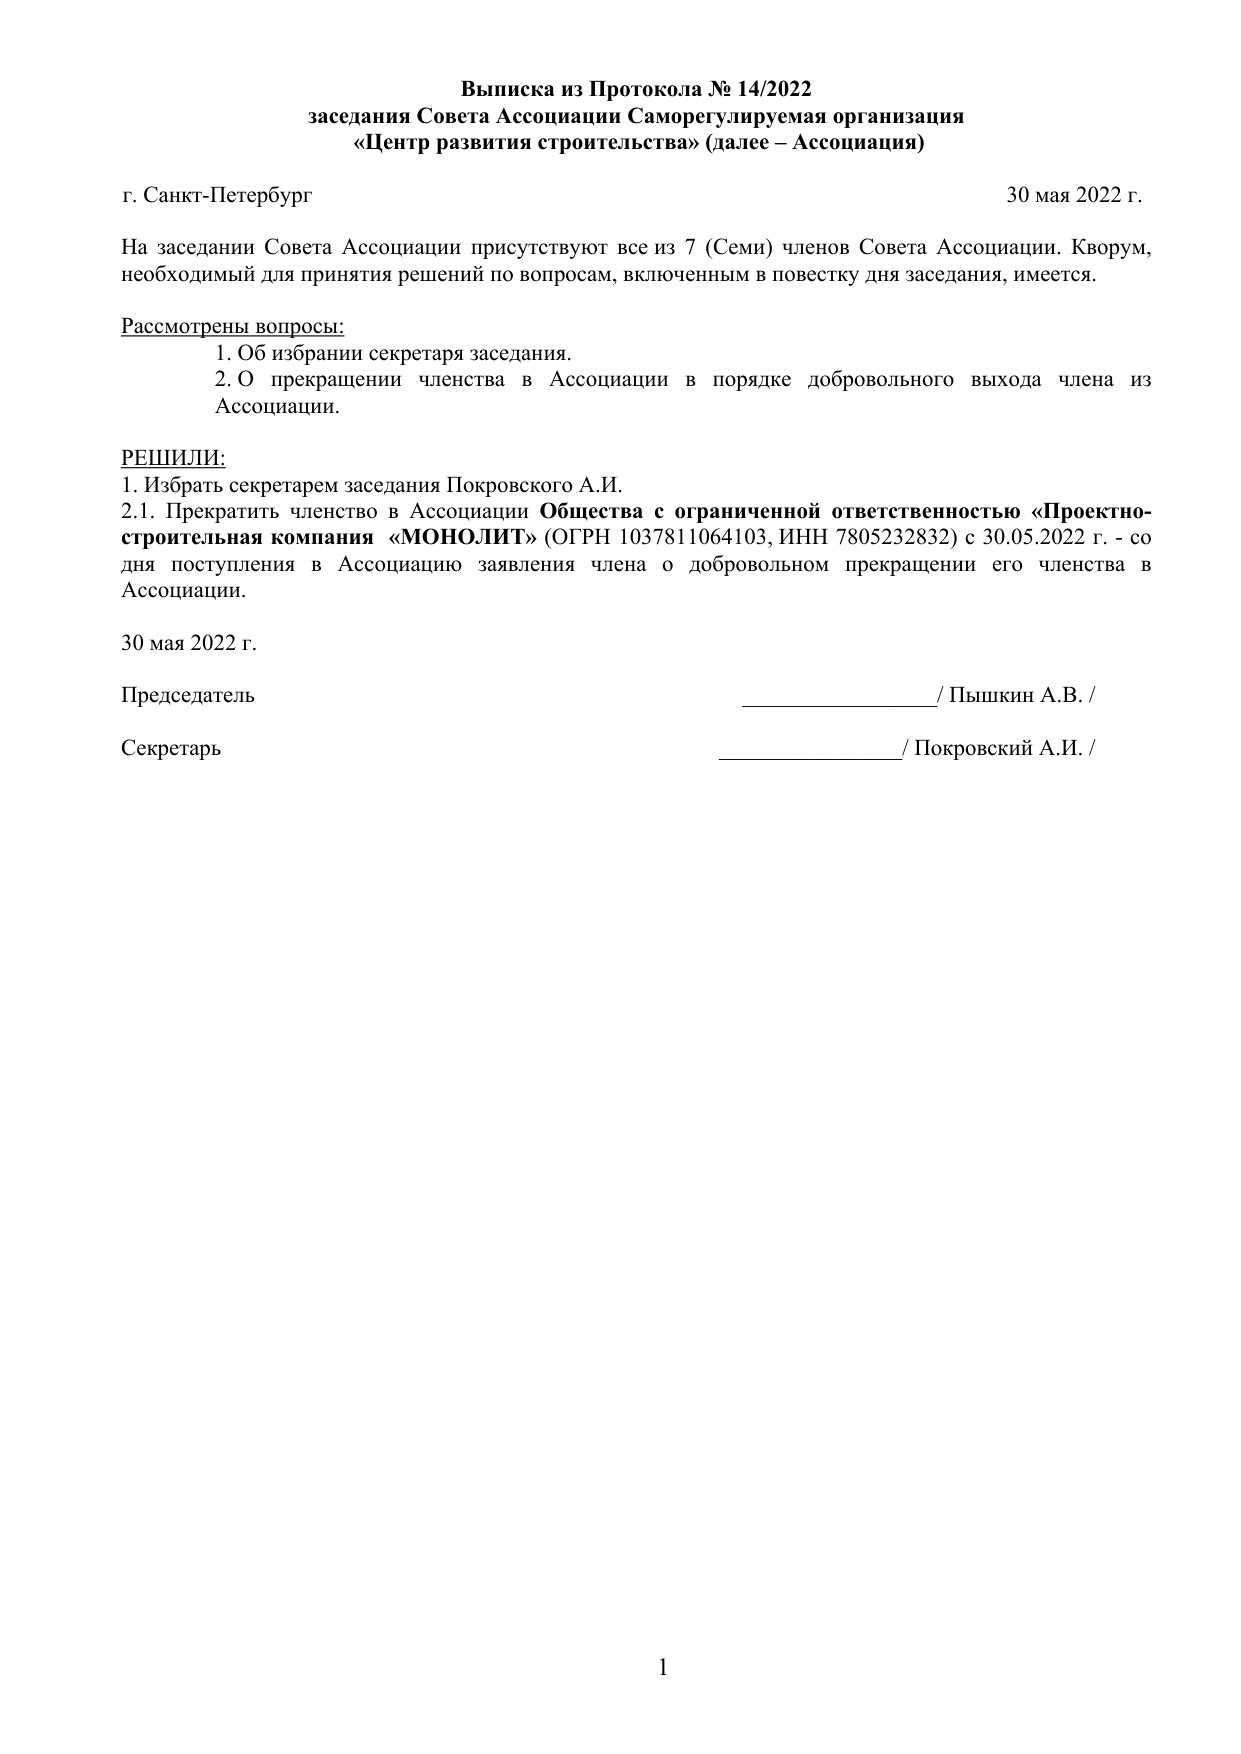 Выписка из Протокола № 14/2022
заседания Совета Ассоциации Саморегулируемая организация
«Центр развития строительства» (далее – Ассоциация)
г. Санкт-Петербург 30 мая 2022 г.
На заседании Совета Ассоциации присутствуют все из 7 (Семи) членов Совета Ассоциации. Кворум,
необходимый для принятия решений по вопросам, включенным в повестку дня заседания, имеется.
Рассмотрены вопросы:
1. Об избрании секретаря заседания.
2. О прекращении членства в Ассоциации в порядке добровольного выхода члена из
Ассоциации.
РЕШИЛИ:
1. Избрать секретарем заседания Покровского А.И.
2.1. Прекратить членство в Ассоциации Общества с ограниченной ответственностью «Проектно-
строительная компания «МОНОЛИТ» (ОГРН 1037811064103, ИНН 7805232832) с 30.05.2022 г. - со
дня поступления в Ассоциацию заявления члена о добровольном прекращении его членства в
Ассоциации.
30 мая 2022 г.
Председатель _________________/ Пышкин А.В. /
Секретарь ________________/ Покровский А.И. /
1